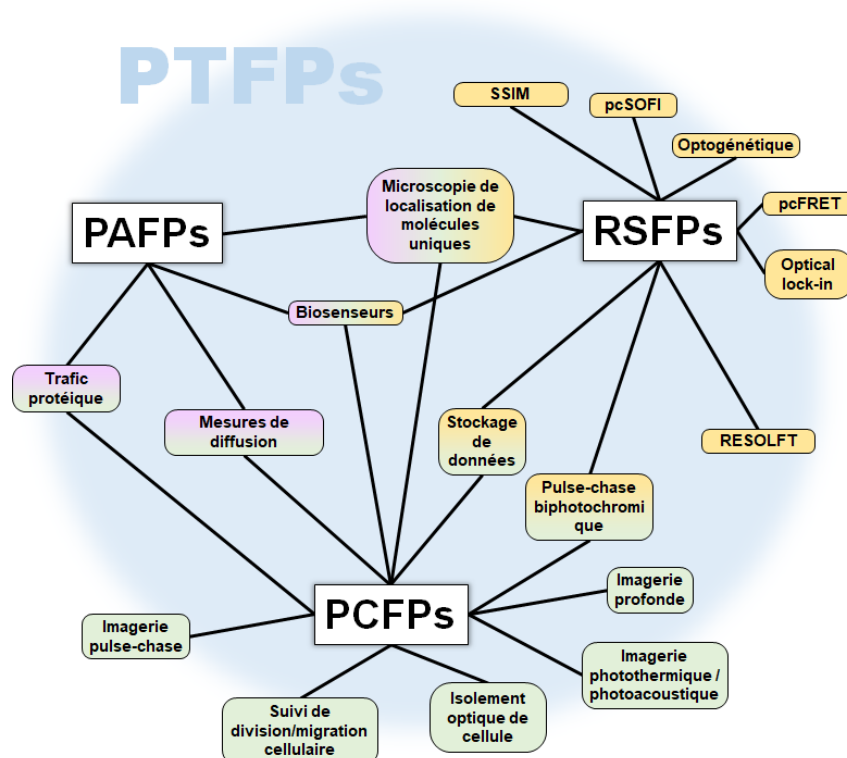 PTFPs
SSIM
pcSOFI
Optogénétique
Microscopie de
localisation de
molécules
uniques
PAFPs
RSFPs
pcFRET
Optical
lock-in
Biosenseurs
Trafic
protéique
Mesures de
diffusion
Stockage
de
données
RESOLFT
Pulse-chase
biphotochromi
que
PCFPs
Imagerie
profonde
Imagerie
pulse-chase
Imagerie
photothermique /
photoacoustique
Suivi de
division/migration
cellulaire
Isolement
optique de
cellule